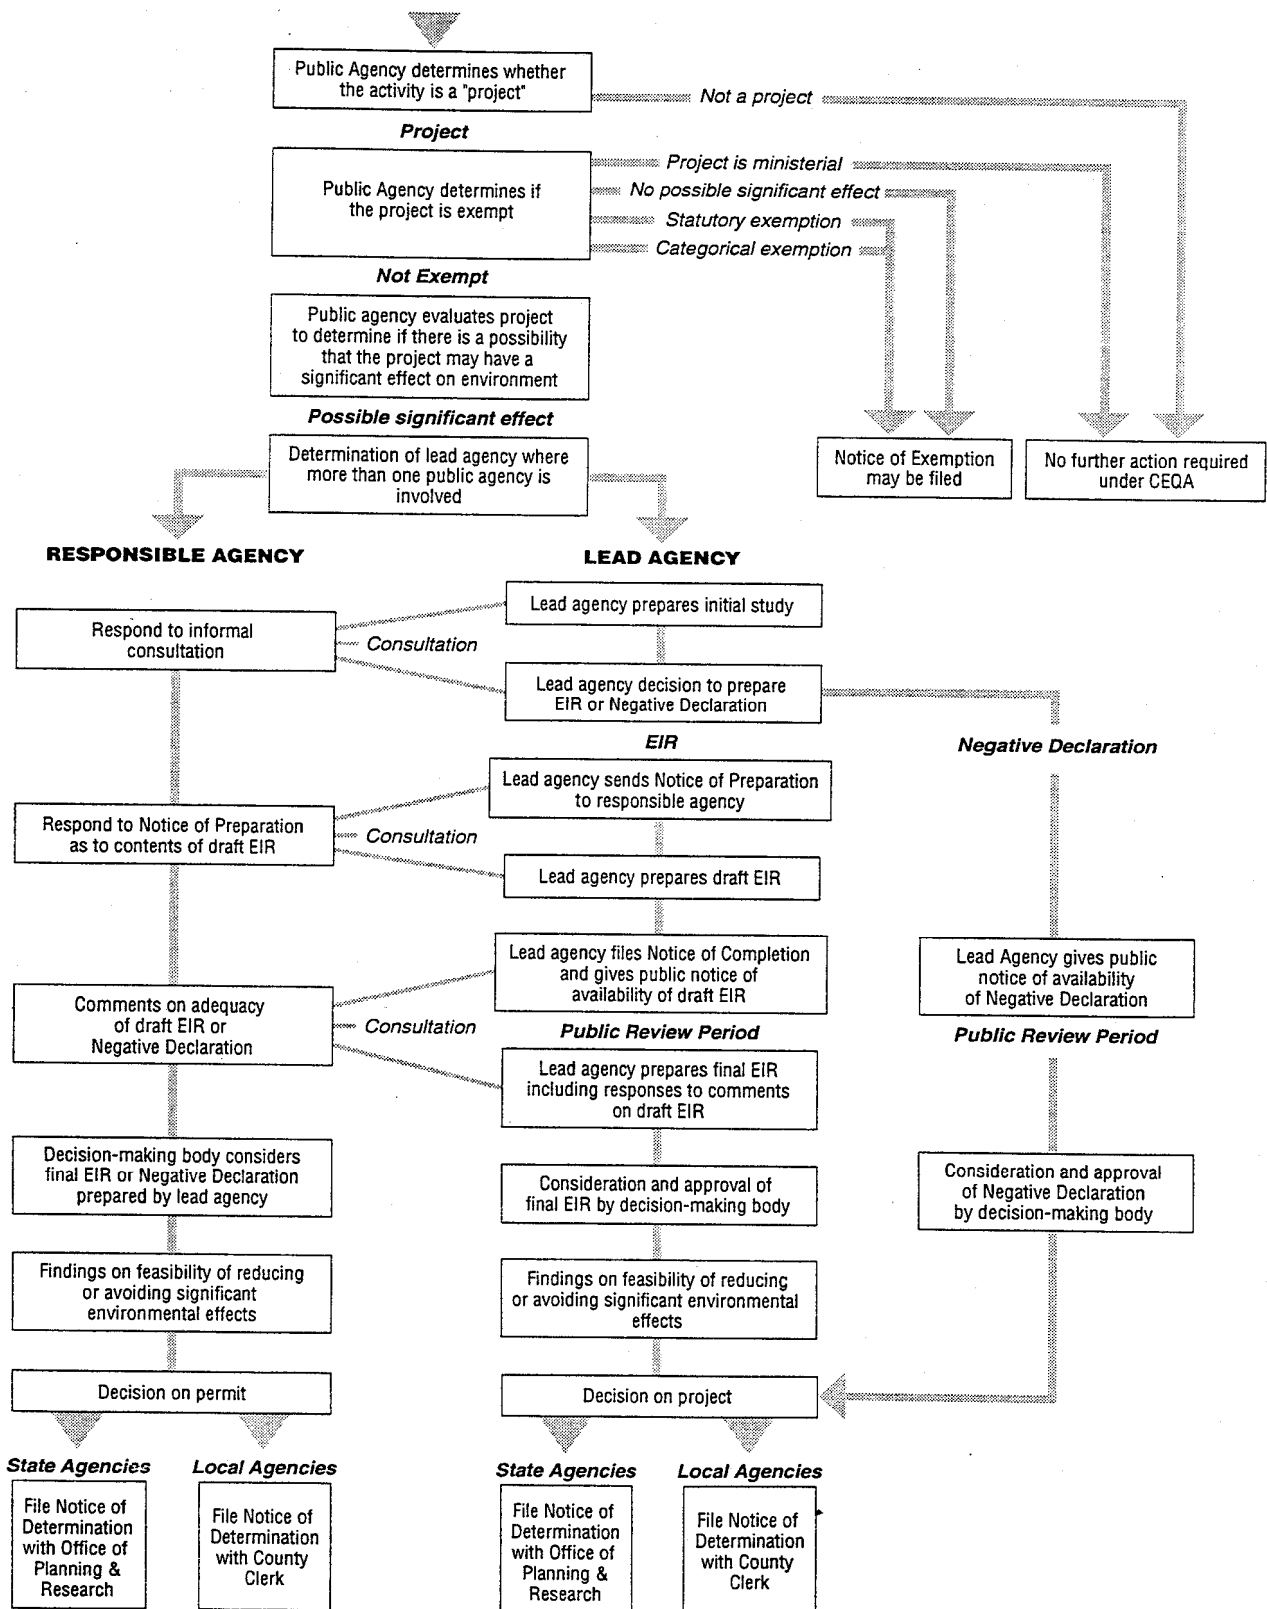 Public Agency determines whether
the activity is a "project"
Not a project
Project
Public Agency determines if
the project is exempt
Project is ministerial
No possible significant effect
Statutory exemption
Categorical exemption
Not Exempt
Public agency evaluates project
to determine if there is a possibility
that the project may have a
significant effect on environment
Possible significant effect
Determination of lead agency where
more than one public agency is
involved
Notice of Exemption
may be filed
No further action required
under CEQA
RESPONSIBLE AGENCY
LEAD AGENCY
Respond to informal
consultation
Consultation
Lead agency prepares initial study
Lead agency decision to prepare
EIR or Negative Declaration
EIR
Negative Declaration
Lead agency sends Notice of Preparation
to responsible agency
Respond to Notice of Preparation
as to contents of draft EIR
Consultation
Lead agency prepares draft EIR
Lead agency files Notice of Completion
and gives public notice of
availability of draft EIR
Lead Agency gives public
notice of availability
of Negative Declaration
Comments on adequacy
of draft EIR or
Negative Declaration
Consultation
Public Review Period
Public Review Period
Lead agency prepares final EIR
including responses to comments
on draft EIR
Decision-making body considers
final EIR or Negative Declaration
prepared by lead agency
Consideration and approval of
final EIR by decision-making body
Consideration and approval
of Negative Declaration
by decision-making body
Findings on feasibility of reducing
or avoiding significant
environmental effects
Findings on feasibility of reducing
or avoiding significant environmental
effects
Decision on permit
Decision on project
State Agencies
Local Agencies
State Agencies
Local Agencies
File Notice of
Determination
with Office of
Planning &
Research
File Notice of
Determination
with County
Clerk
File Notice of
Determination
with Office of
Planning &
Research
File Notice of
Determination
with County
Clerk